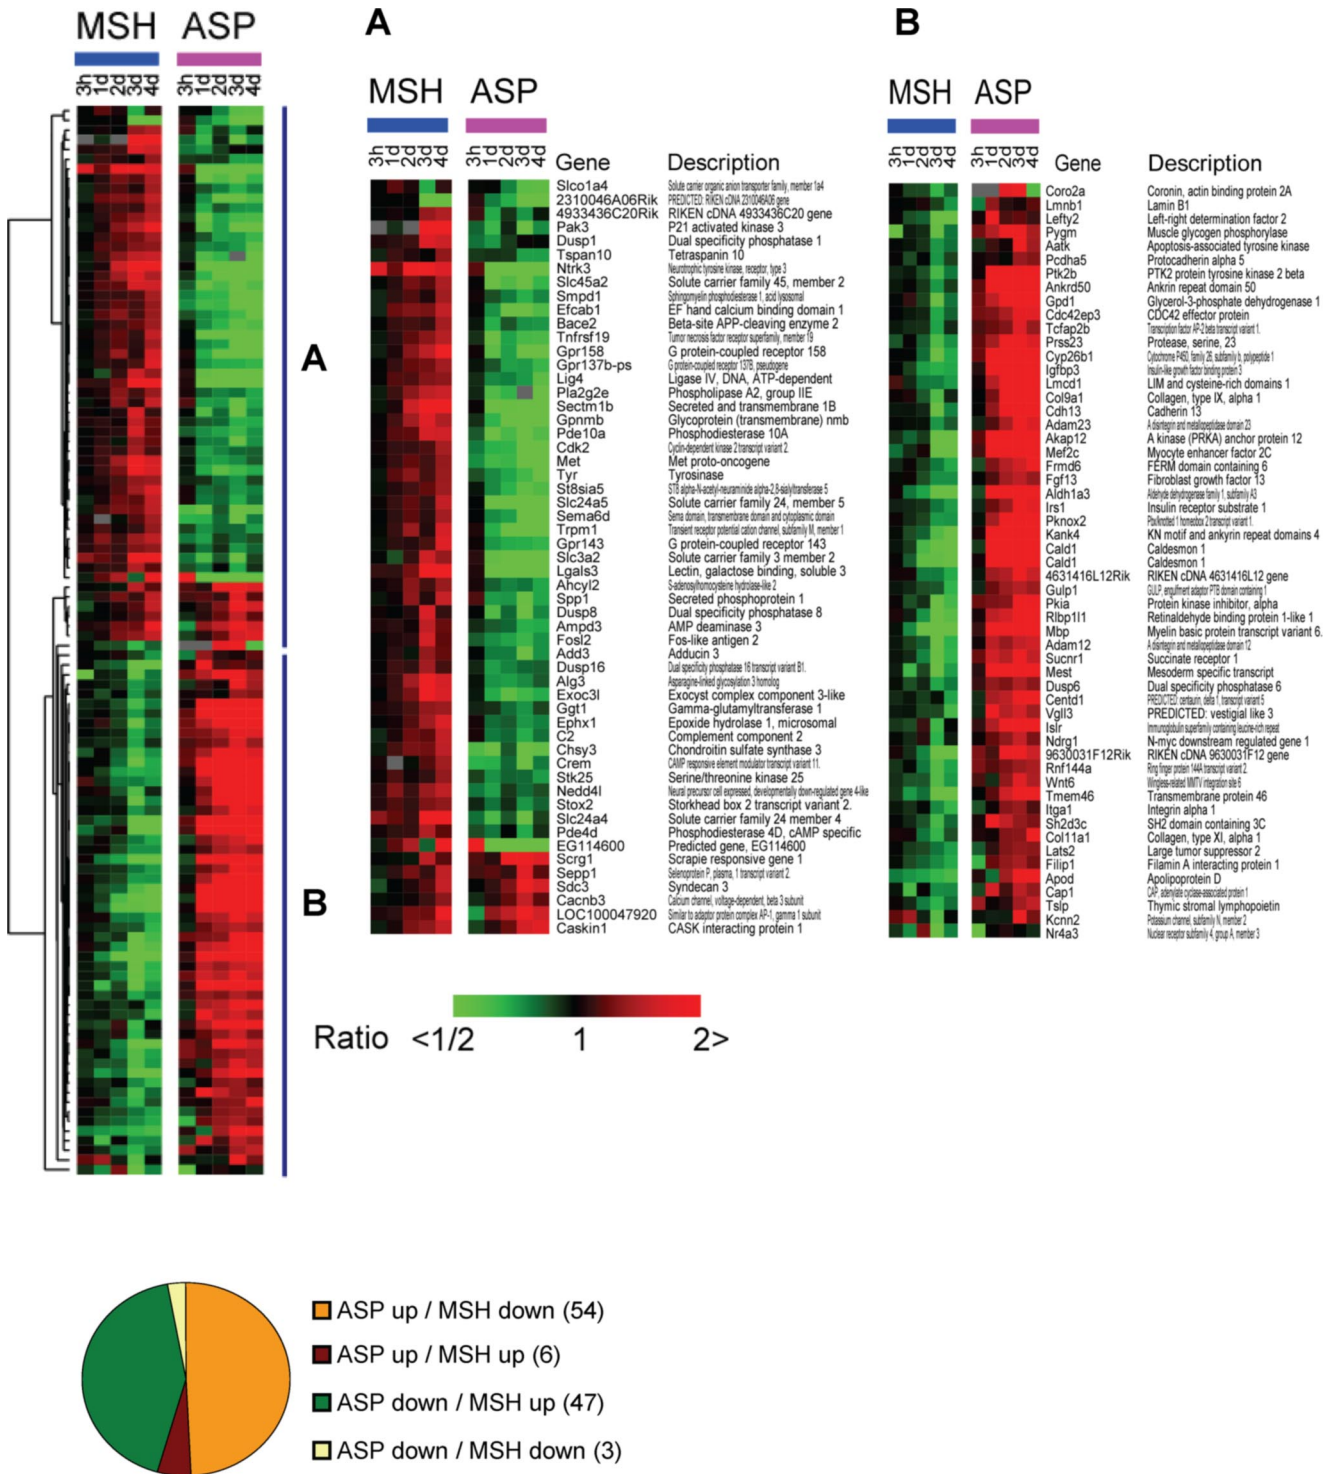 MSH ASP
3h 1d 2d 3d 4d 3h 1d 2d 3d 4d
A
B
A
MSH ASP
3h 1d 2d 3d 4d 3h 1d 2d 3d 4d Gene Description
Slco1a4 Solute carrier organic anion transporter family, member 1a4
2310046A06Rik PREDICTED: RIKEN cDNA 2310046A06 gene
4933436C20Rik RIKEN cDNA 4933436C20 gene
Pak3 P21 activated kinase 3
Dusp1 Dual specificity phosphatase 1
Tspan10 Tetraspanin 10
Ntrk3 Neurotrophic tyrosine kinase, receptor, type 3
Slc45a2 Solute carrier family 45, member 2
Smpd1 Sphingomyelin phosphodiesterase 1, acid lysosomal
Efcab1 EF hand calcium binding domain 1
Bace2 Beta-site APP-cleaving enzyme 2
Tnfrsf19 Tumor necrosis factor receptor superfamily, member 19
Gpr158 G protein-coupled receptor 158
Gpr137b-ps G protein-coupled receptor 137B, pseudogene
Lig4 Ligase IV, DNA, ATP-dependent
Pla2g2e Phospholipase A2, group IIE
Sectm1b Secreted and transmembrane 1B
Gpnmb Glycoprotein (transmembrane) nmb
Pde10a Phosphodiesterase 10A
Cdk2 Cyclin-dependent kinase 2 transcript variant 2.
Met Met proto-oncogene
Tyr Tyrosinase
St8sia5 ST8 alpha-N-acetyl-neuraminide alpha-2,8-sialyltransferase 5
Slc24a5 Solute carrier family 24, member 5
Sema6d Sema domain, transmembrane domain and cytoplasmic domain
Trpm1 Transient receptor potential cation channel, subfamily M, member 1
Gpr143 G protein-coupled receptor 143
Slc3a2 Solute carrier family 3 member 2
Lgals3 Lectin, galactose binding, soluble 3
Ahcyl2 S-adenosylhomocysteine hydrolase-like 2
Spp1 Secreted phosphoprotein 1
Dusp8 Dual specificity phosphatase 8
Ampd3 AMP deaminase 3
Fosl2 Fos-like antigen 2
Add3 Adducin 3
Dusp16 Dual specificity phosphatase 16 transcript variant B1.
Alg3 Asparagine-linked glycosylation 3 homolog
Exoc3l Exocyst complex component 3-like
Ggt1 Gamma-glutamyltransferase 1
Ephx1 Epoxide hydrolase 1, microsomal
C2 Complement component 2
Chsy3 Chondroitin sulfate synthase 3
Crem CAMP responsive element modulator transcript variant 11.
Stk25 Serine/threonine kinase 25
Nedd4l Neural precursor cell expressed, developmentally down-regulated gene 4-like
Stox2 Storkhead box 2 transcript variant 2.
Slc24a4 Solute carrier family 24 member 4
Pde4d Phosphodiesterase 4D, cAMP specific
EG114600 Predicted gene, EG114600
Scrg1 Scrapie responsive gene 1
Sepp1 Selenoprotein P, plasma, 1 transcript variant 2.
Sdc3 Syndecan 3
Cacnb3 Calcium channel, voltage-dependent, beta 3 subunit
LOC100047920 Similar to adaptor protein complex AP-1, gamma 1 subunit
Caskin1 CASK interacting protein 1
B
MSH ASP
3h 1d 2d 3d 4d 3h 1d 2d 3d 4d Gene Description
Coro2a Coronin, actin binding protein 2A
Lmnb1 Lamin B1
Lefty2 Left-right determination factor 2
Pygm Muscle glycogen phosphorylase
Aatk Apoptosis-associated tyrosine kinase
Pcdha5 Protocadherin alpha 5
Ptk2b PTK2 protein tyrosine kinase 2 beta
Ankrd50 Ankrin repeat domain 50
Gpd1 Glycerol-3-phosphate dehydrogenase 1
Cdc42ep3 CDC42 effector protein
Tcfap2b Transcription factor AP-2 beta transcript variant 1.
Prss23 Protease, serine, 23
Cyp26b1 Cytochrome P450, family 26, subfamily b, polypeptide 1
Igfbp3 Insulin-like growth factor binding protein 3
Lmcd1 LIM and cysteine-rich domains 1
Col9a1 Collagen, type IX, alpha 1
Cdh13 Cadherin 13
Adam23 A disintegrin and metallopeptidase domain 23
Akap12 A kinase (PRKA) anchor protein 12
Mef2c Myocyte enhancer factor 2C
Frmd6 FERM domain containing 6
Fgf13 Fibroblast growth factor 13
Aldh1a3 Aldehyde dehydrogenase family 1, subfamily A3
Irs1 Insulin receptor substrate 1
Pknox2 Pbx/knotted 1 homeobox 2 transcript variant 1.
Kank4 KN motif and ankyrin repeat domains 4
Cald1 Caldesmon 1
Cald1 Caldesmon 1
4631416L12Rik RIKEN cDNA 4631416L12 gene
Gulp1 GULP, engulfment adaptor PTB domain containing 1
Pkia Protein kinase inhibitor, alpha
Rlbp1l1 Retinaldehyde binding protein 1-like 1
Mbp Myelin basic protein transcript variant 6.
Adam12 A disintegrin and metallopeptidase domain 12
Sucnr1 Succinate receptor 1
Mest Mesoderm specific transcript
Dusp6 Dual specificity phosphatase 6
Centd1 PREDICTED: centaurin, delta 1, transcript variant 5
Vgll3 PREDICTED: vestigial like 3
Islr Immunoglobulin superfamily containing leucine-rich repeat
Ndrg1 N-myc downstream regulated gene 1
9630031F12Rik RIKEN cDNA 9630031F12 gene
Rnf144a Ring finger protein 144A transcript variant 2.
Wnt6 Wingless-related MMTV integration site 6
Tmem46 Transmembrane protein 46
Itga1 Integrin alpha 1
Sh2d3c SH2 domain containing 3C
Col11a1 Collagen, type XI, alpha 1
Lats2 Large tumor suppressor 2
Filip1 Filamin A interacting protein 1
Apod Apolipoprotein D
Cap1 CAP, adenylate cyclase-associated protein 1
Tslp Thymic stromal lymphopoietin
Kcnn2 Potassium channel, subfamily N, member 2
Nr4a3 Nuclear receptor subfamily 4, group A, member 3
Ratio <1/2 1 2>
ASP up / MSH down (54)
ASP up / MSH up (6)
ASP down / MSH up (47)
ASP down / MSH down (3)